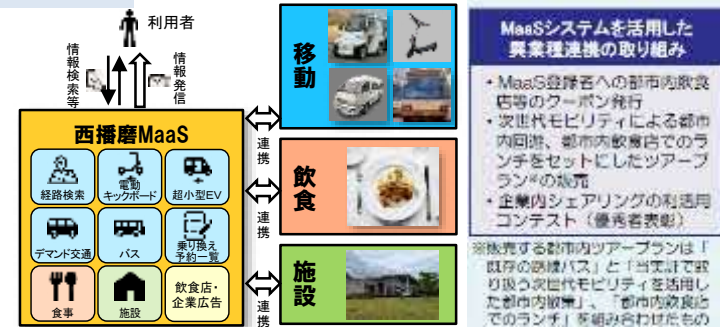 利用者
情報検索等
情報発信
西播磨MaaS
経路検索
電動
キックボード
超小型EV
デマンド交通
バス
乗り換え
予約一覧
食事
施設
飲食店・
企業広告
連携
連携
連携
移動
飲食
施設
MaaSシステムを活用した
異業種連携の取り組み
・MaaS登録者への都市内飲食
店等のクーポン発行
・次世代モビリティによる都市
内回遊、都市内飲食店でのラ
ンチをセットにしたツアープ
ラン※の販売
・企業内シェアリングの利活用
コンテスト（優秀者表彰）
※販売する都市内ツアープランは「
既存の路線バス」と「当実計で取
り扱う次世代モビリティを活用し
た都市内散策」、「都市内飲食店
でのランチ」を組み合わせたもの